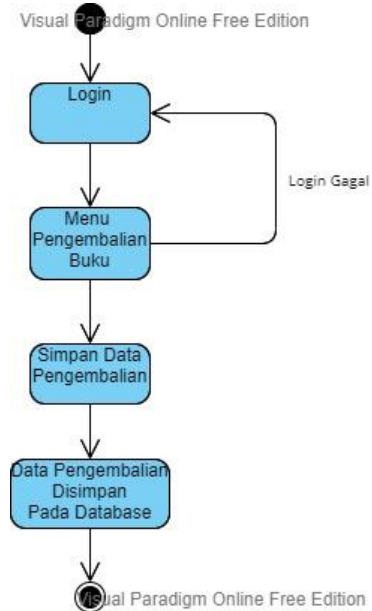 Visual Paradigm Online Free Edition
Login
Login Gagal
Menu
Pengembalian
Buku
Simpan Data
Pengembalian
Data Pengembalian
Disimpan
Pada Database
Visual Paradigm Online Free Edition